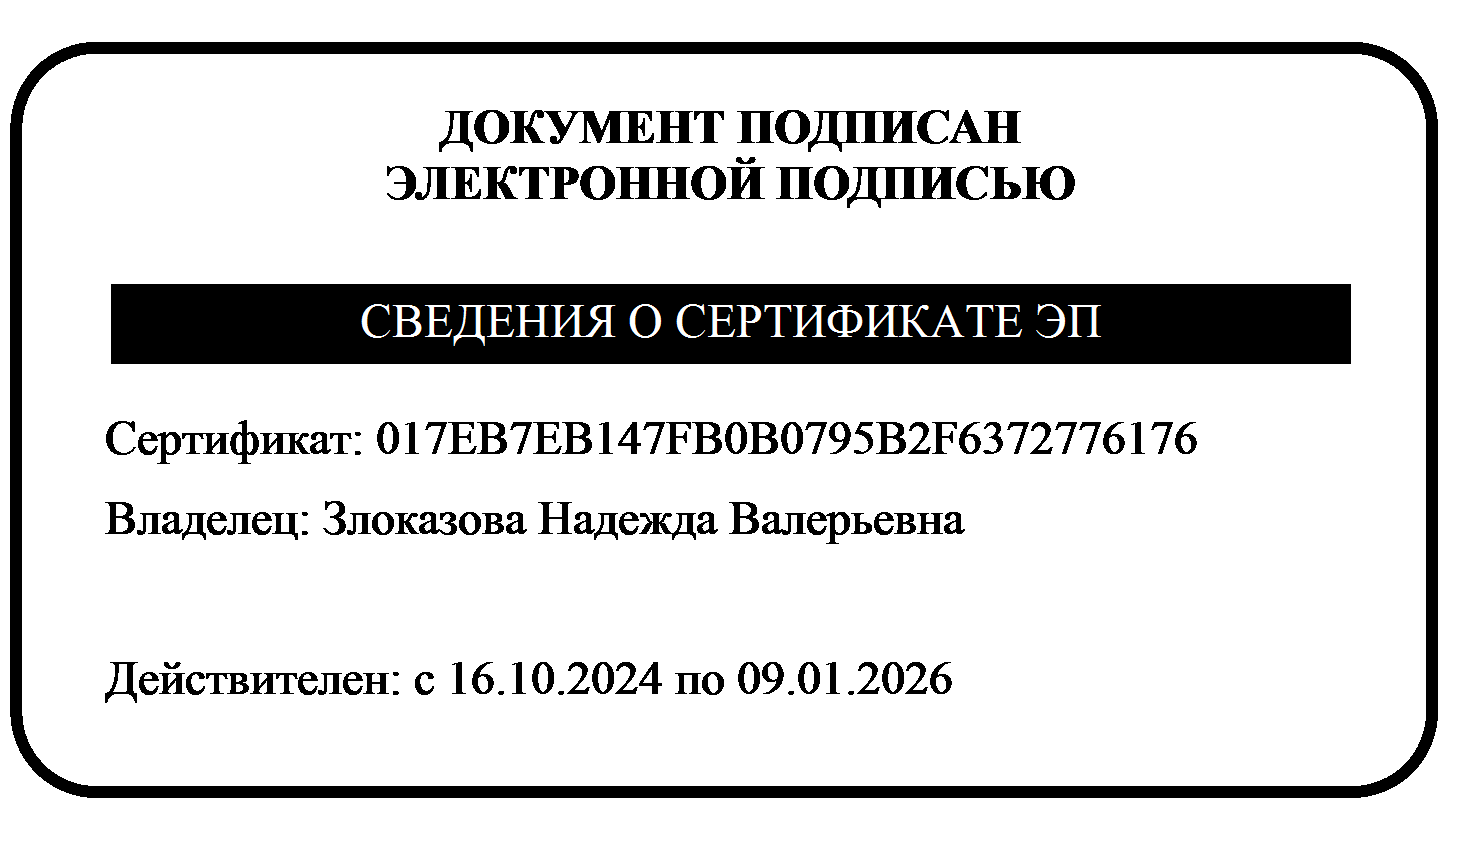 ДОКУМЕНТ ПОДПИСАН
ЭЛЕКТРОННОЙ ПОДПИСЬЮ
СВЕДЕНИЯ О СЕРТИФИКАТЕ ЭП
Сертификат: 017EB7EB147FB0B0795B2F6372776176
Владелец: Злоказова Надежда Валерьевна
Действителен: с 16.10.2024 по 09.01.2026